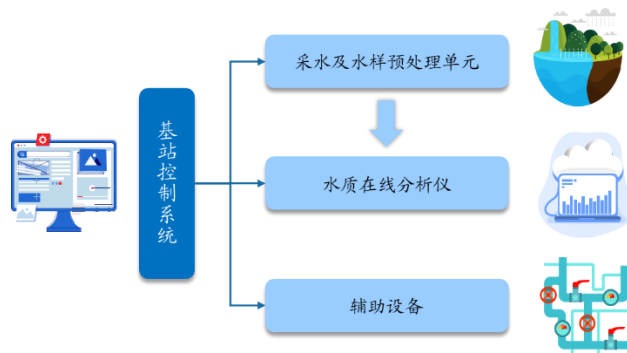 采水及水样预处理单元
基站控制系统
水质在线分析仪
辅助设备